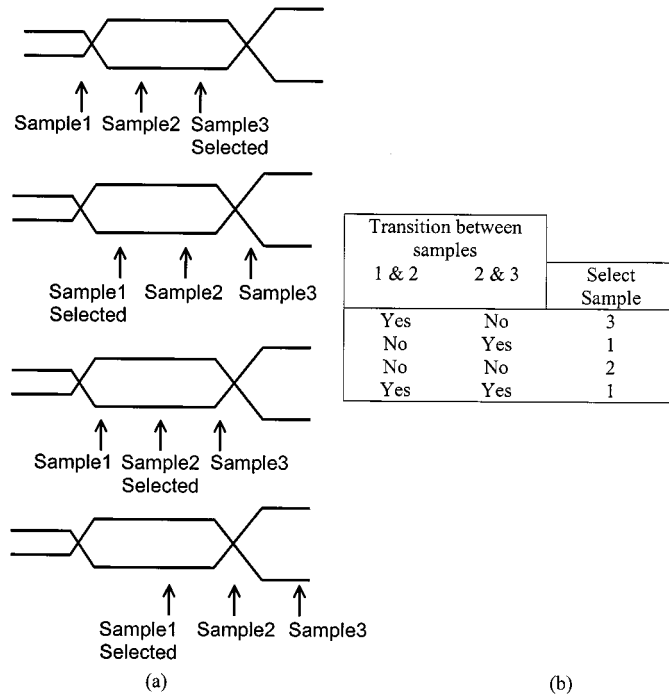 Sample1 Sample2 Sample3
Selected
Sample1 Sample2 Sample3
Selected
Transition between
samples
1 & 2 2 & 3 Select
Sample
Yes No 3
No Yes 1
No No 2
Yes Yes 1
Sample1 Sample2 Sample3
Selected
Sample1 Sample2 Sample3
Selected
(a) (b)